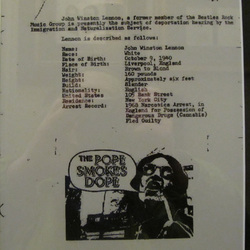 John Winston Lennon, a former member of the Beatles Rock
Music Group is presently the subject of deportation hearing by the
Immigration and Naturalization Service.
Lennon is described as follows:
Name: John Winston Lennon
Race: White
Date of Birth: October 9, 1940
Place of Birth: Liverpool, England
Hair: Brown to Blond
Weight: 160 pounds
Height: Approximately six feet
Build: Slender
Nationality: English
United States Residence: 105 Bank Street
New York City
Arrest Record: 1968 Narcotics Arrest, in
England for Possession of
Dangerous Drugs (Cannabis)
Pled Guilty
THE POPE
SMOKES
DOPE